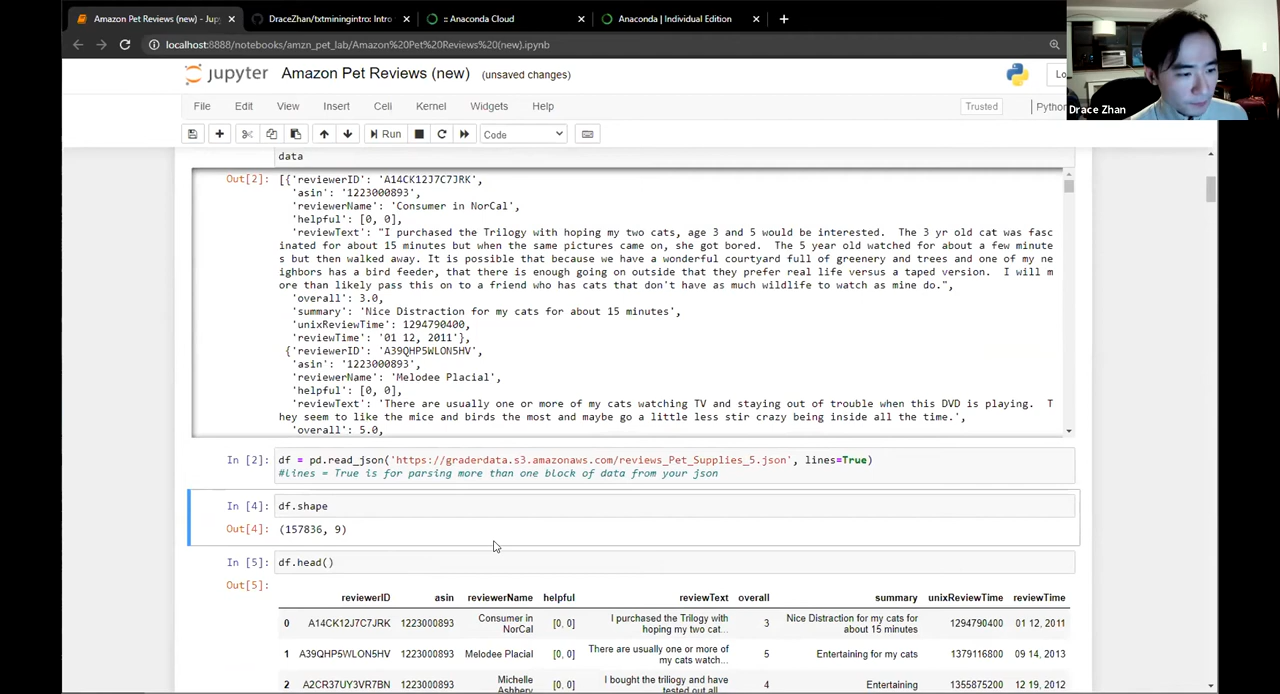 Amazon Pet Reviews (new) - Jup
DraceZhan/txtminingintro: Intro
:: Anaconda Cloud
Anaconda | Individual Edition
localhost:8888/notebooks/amzn_pet_lab/Amazon%20Pet%20Reviews%20(new).ipynb
Drace Zhan
jupyter Amazon Pet Reviews (new) (unsaved changes)
Lo
File Edit View Insert Cell Kernel Widgets Help
Trusted
Python
Run
Code
data
Out[2]: [{'reviewerID': 'A14CK12J7C7JRK',
'asin': '1223000893',
'reviewerName': 'Consumer in NorCal',
'helpful': [0, 0],
'reviewText': "I purchased the Trilogy with hoping my two cats, age 3 and 5 would be interested.  The 3 yr old cat was fasc
inated for about 15 minutes but when the same pictures came on, she got bored.  The 5 year old watched for about a few minute
s but then walked away. It is possible that because we have a wonderful courtyard full of greenery and trees and one of my ne
ighbors has a bird feeder, that there is enough going on outside that they prefer real life versus a taped version.  I will m
ore than likely pass this on to a friend who has cats that don't have as much wildlife to watch as mine do.",
'overall': 3.0,
'summary': 'Nice Distraction for my cats for about 15 minutes',
'unixReviewTime': 1294790400,
'reviewTime': '01 12, 2011'},
{'reviewerID': 'A39QHP5WLON5HV',
'asin': '1223000893',
'reviewerName': 'Melodee Placial',
'helpful': [0, 0],
'reviewText': 'There are usually one or more of my cats watching TV and staying out of trouble when this DVD is playing.  T
hey seem to like the mice and birds the most and maybe go a little less stir crazy being inside all the time.',
'overall': 5.0,
In [2]: df = pd.read_json('https://graderdata.s3.amazonaws.com/reviews_Pet_Supplies_5.json', lines=True)
#lines = True is for parsing more than one block of data from your json
In [4]: df.shape
Out[4]: (157836, 9)
In [5]: df.head()
Out[5]:
reviewerID asin reviewerName helpful reviewText overall summary unixReviewTime reviewTime
0 A14CK12J7C7JRK 1223000893 Consumer in NorCal [0, 0] I purchased the Trilogy with hoping my two cat... 3 Nice Distraction for my cats for about 15 minutes 1294790400 01 12, 2011
1 A39QHP5WLON5HV 1223000893 Melodee Placial [0, 0] There are usually one or more of my cats watch... 5 Entertaining for my cats 1379116800 09 14, 2013
2 A2CR37UY3VR7BN 1223000893 Michelle Ashbery [0, 0] I bought the trilogy and have tested out all 4 Entertaining 1355875200 12 19, 2012